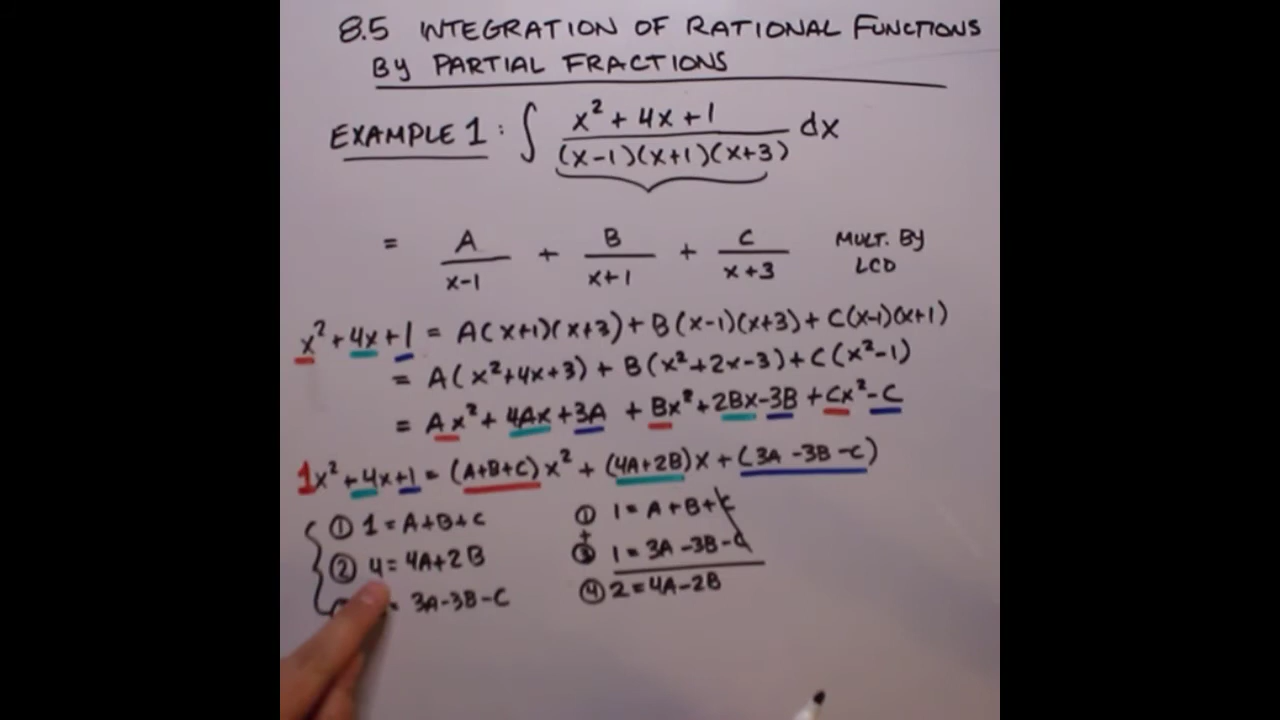 8.5 INTEGRATION OF RATIONAL FUNCTIONS
BY PARTIAL FRACTIONS
EXAMPLE 1: ∫ x² + 4x + 1 / (x-1)(x+1)(x+3) dx
= A/(x-1) + B/(x+1) + C/(x+3) MULT. BY LCD
x² + 4x + 1 = A(x+1)(x+3) + B(x-1)(x+3) + C(x-1)(x+1)
= A(x²+4x+3) + B(x²+2x-3) + C(x²-1)
= Ax² + 4Ax + 3A + Bx² + 2Bx - 3B + Cx² - C
1x² + 4x + 1 = (A+B+C)x² + (4A+2B)x + (3A-3B-C)
① 1 = A+B+C
② 4 = 4A+2B
= 3A-3B-C
① 1 = A+B+C
+
③ 1 = 3A-3B-C
④ 2 = 4A-2B